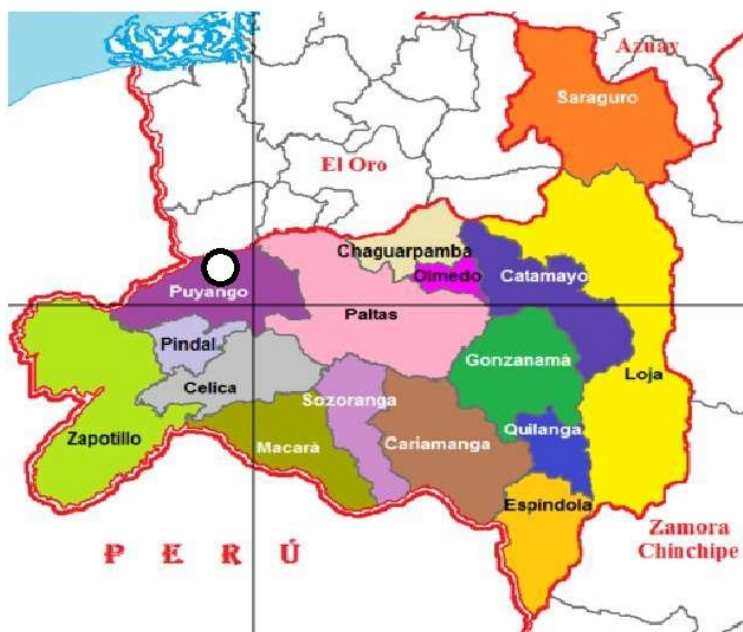 Azuay
Saraguro
El Oro
Chaguarpamba
Olmedo
Catamayo
Puyango
Paltas
Pindal
Gonzanamá
Loja
Celica
Sozoranga
Zapotillo
Macará
Cariamanga
Quilanga
Espindola
P E R Ú
Zamora
Chinchipe